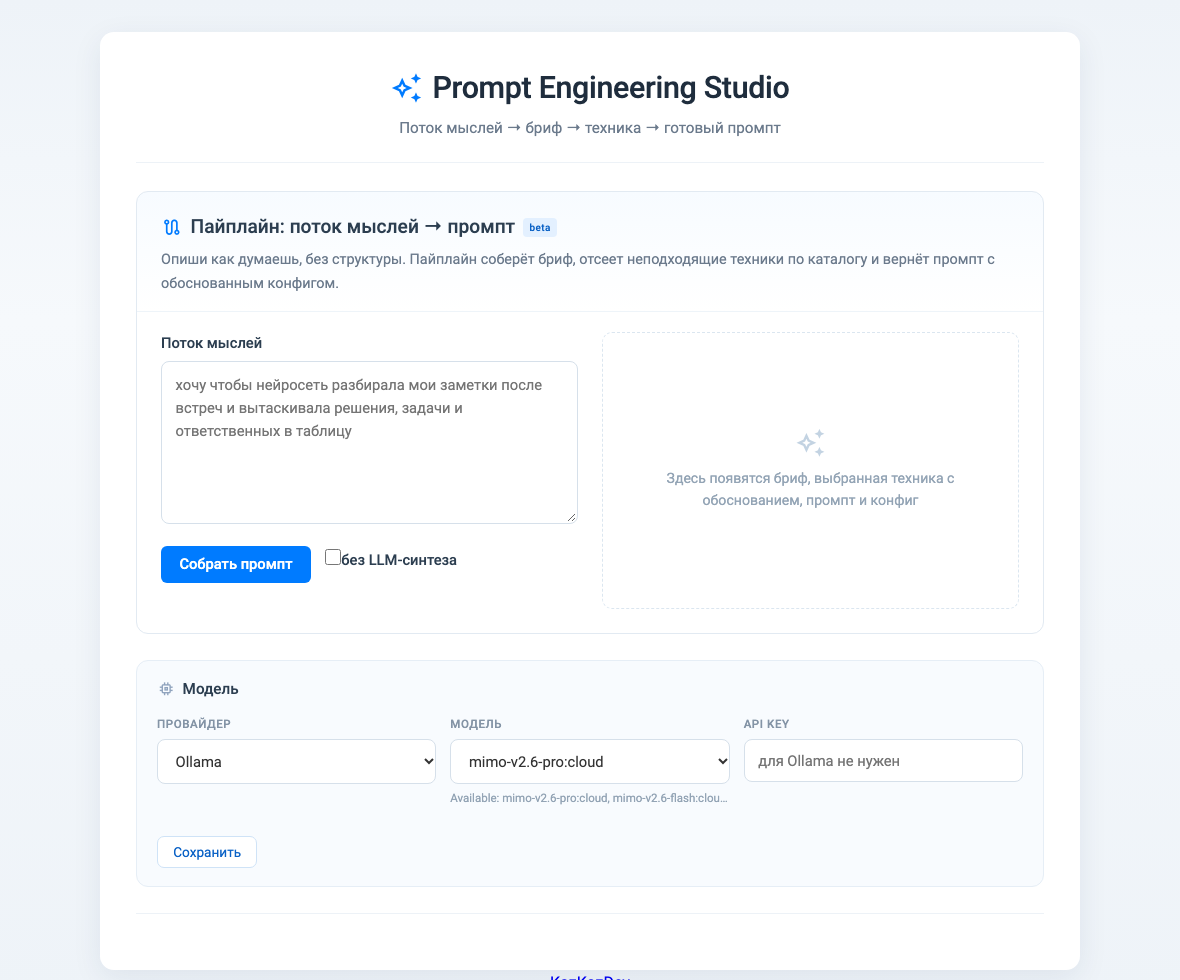 Prompt Engineering Studio
Поток мыслей → бриф → техника → готовый промпт
Пайплайн: поток мыслей → промпт beta
Опиши как думаешь, без структуры. Пайплайн соберёт бриф, отсеет неподходящие техники по каталогу и вернёт промпт с
обоснованным конфигом.
Поток мыслей
хочу чтобы нейросеть разбирала мои заметки после
встреч и вытаскивала решения, задачи и
ответственных в таблицу
Собрать промпт
без LLM-синтеза
Здесь появятся бриф, выбранная техника с
обоснованием, промпт и конфиг
Модель
ПРОВАЙДЕР
Ollama
МОДЕЛЬ
mimo-v2.6-pro:cloud
Available: mimo-v2.6-pro:cloud, mimo-v2.6-flash:clou...
API KEY
для Ollama не нужен
Сохранить